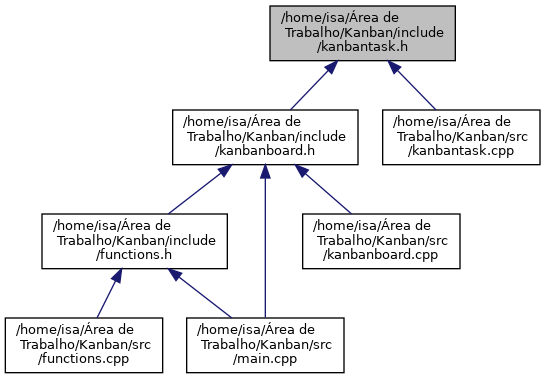 /home/isa/Área de
Trabalho/Kanban/include
/kanbantask.h
/home/isa/Área de
Trabalho/Kanban/include
/kanbanboard.h
/home/isa/Área de
Trabalho/Kanban/src
/kanbantask.cpp
/home/isa/Área de
Trabalho/Kanban/include
/functions.h
/home/isa/Área de
Trabalho/Kanban/src
/kanbanboard.cpp
/home/isa/Área de
Trabalho/Kanban/src
/functions.cpp
/home/isa/Área de
Trabalho/Kanban/src
/main.cpp